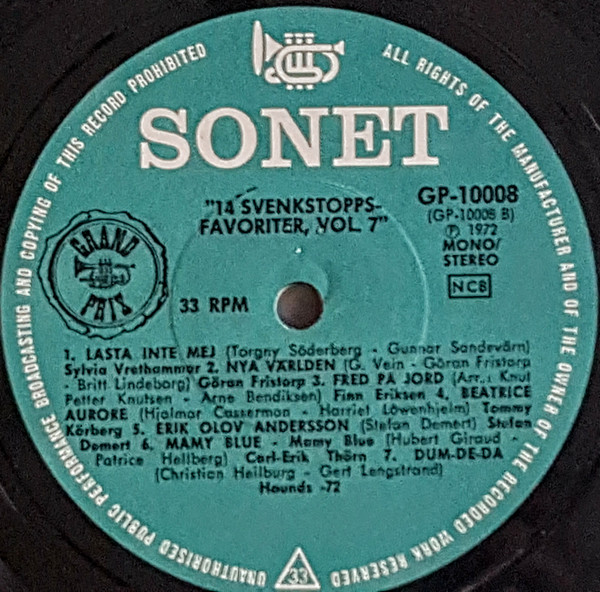 UNAUTHORISED PUBLIC PERFORMANCE BROADCASTING AND COPYING OF THIS RECORD PROHIBITED
ALL RIGHTS OF THE MANUFACTURER AND OF THE OWNER OF THE RECORDED WORK RESERVED
SONET
"14 SVENKSTOPPS-
FAVORITER, VOL. 7"
GP-10008
(GP-10008 B)
Ⓟ 1972
MONO/
STEREO
NCB
GRAND
PRIX
33 RPM
1. LASTA INTE MEJ (Torgny Söderberg - Gunnar Sandevärn)
Sylvia Vrethammar 2. NYA VÄRLDEN (G. Vein - Göran Fristorp
- Britt Lindeborg) Göran Fristorp 3. FRED PÅ JORD (Arr.: Knut
Petter Knutsen - Arne Bendiksen) Finn Eriksen 4. BEATRICE
AURORE (Hjalmar Casserman - Harriet Löwenhjelm) Tommy
Körberg 5. ERIK OLOV ANDERSSON (Stefan Demert) Stefan
Demert 6. MAMY BLUE - Mamy Blue (Hubert Giraud -
Patrice Hellberg) Carl-Erik Thörn 7. DUM-DE-DA
(Christian Heilburg - Gert Lengstrand)
Hounds -72
33